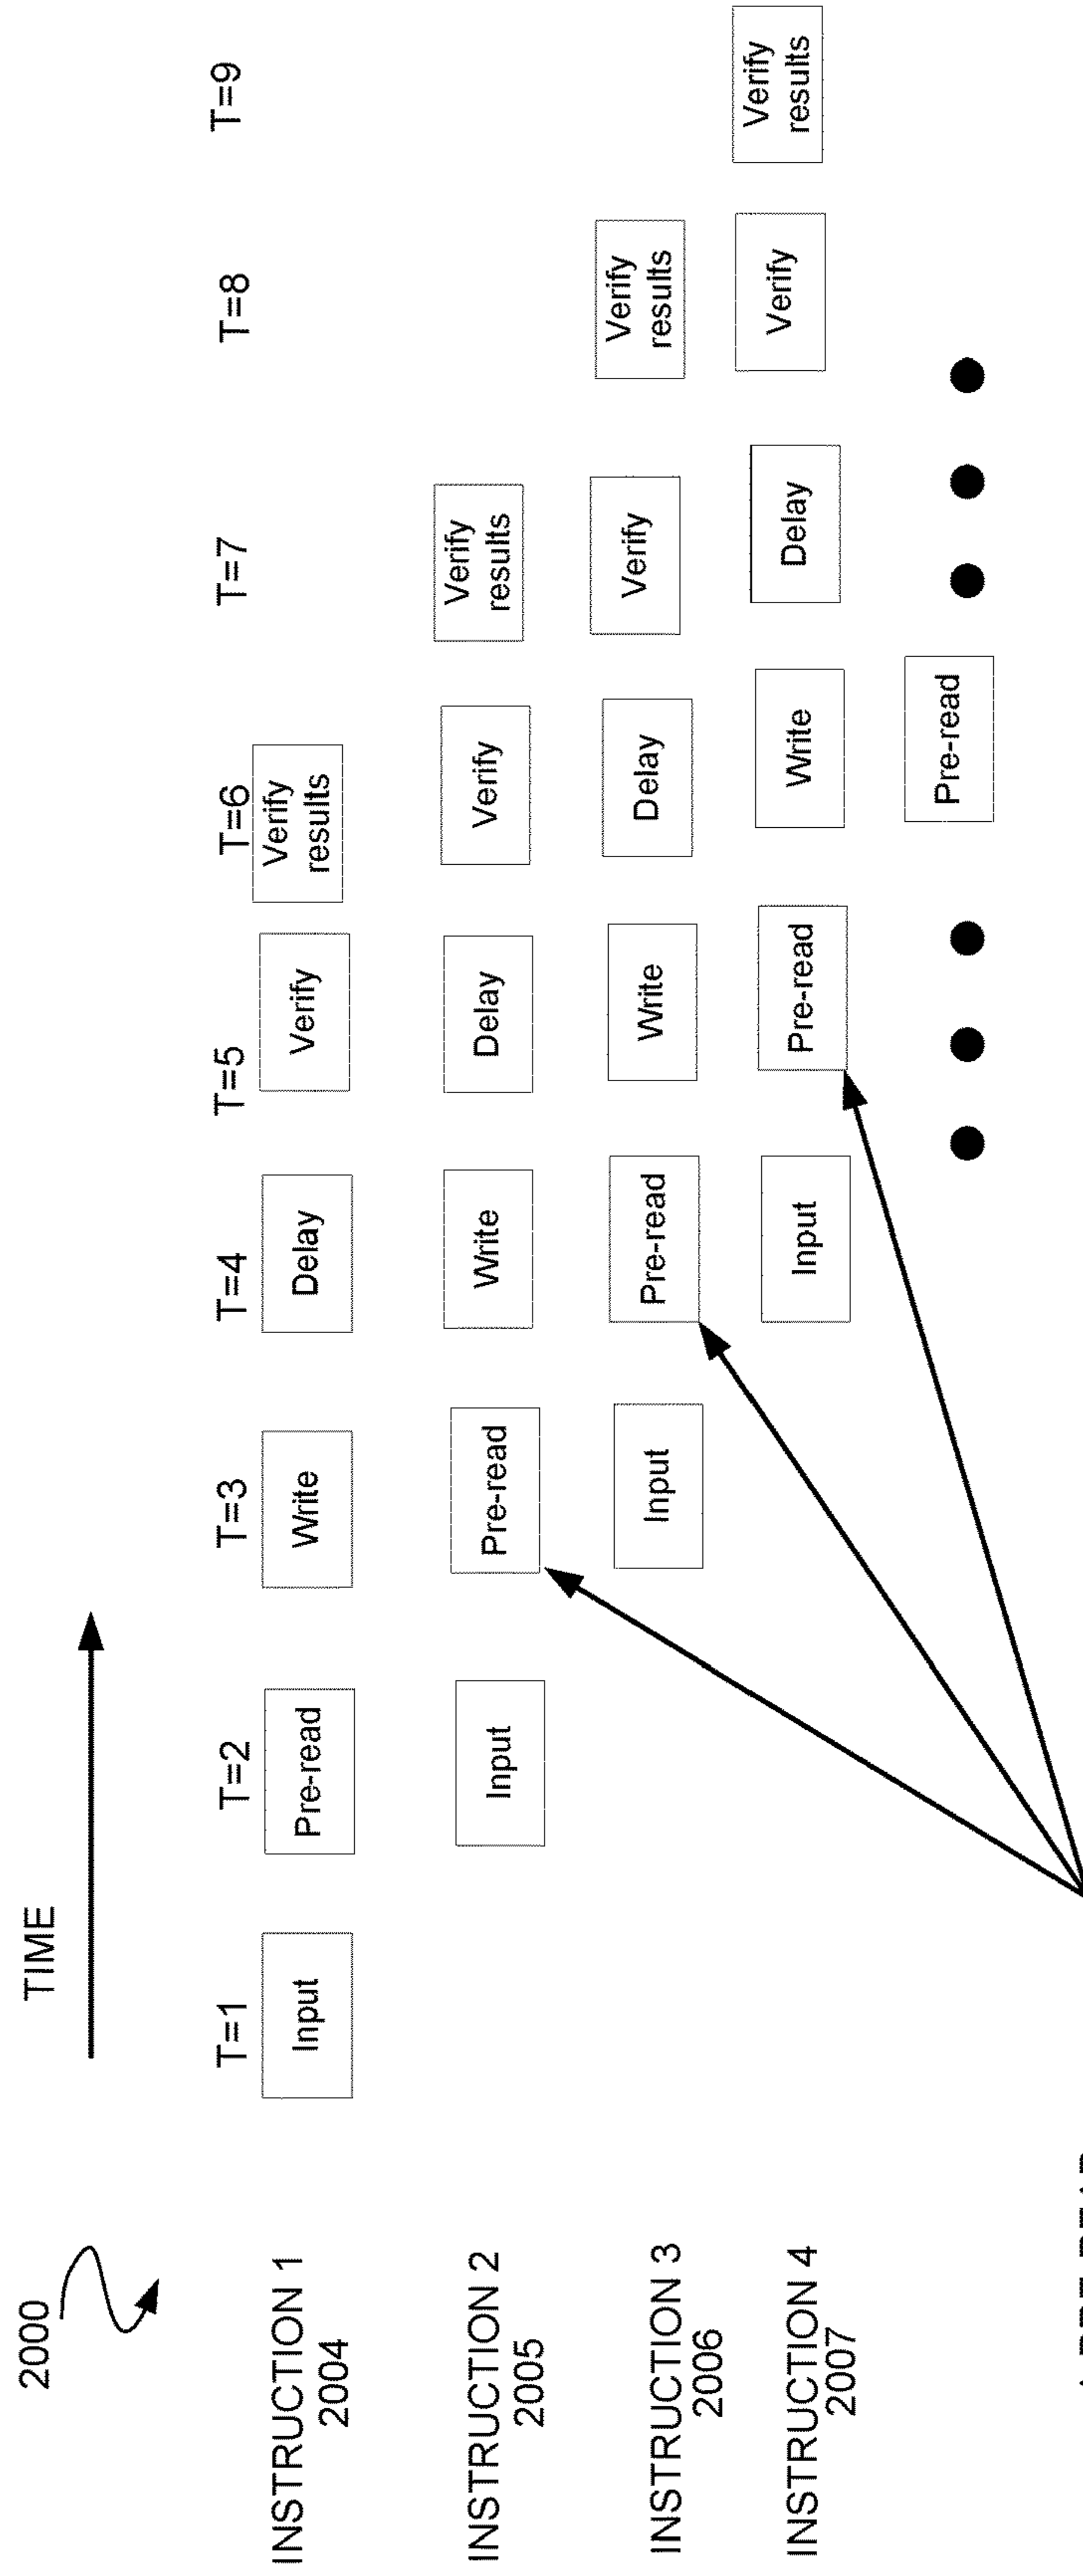 2000
TIME
T=1
T=2
T=3
T=4
T=5
T=6
T=7
T=8
T=9
INSTRUCTION 1
2004
Input
Pre-read
Write
Delay
Verify
Verify
results
INSTRUCTION 2
2005
Input
Pre-read
Write
Delay
Verify
Verify
results
INSTRUCTION 3
2006
Input
Pre-read
Write
Delay
Verify
Verify
results
INSTRUCTION 4
2007
Input
Pre-read
Write
Delay
Verify
Verify
results
Pre-read